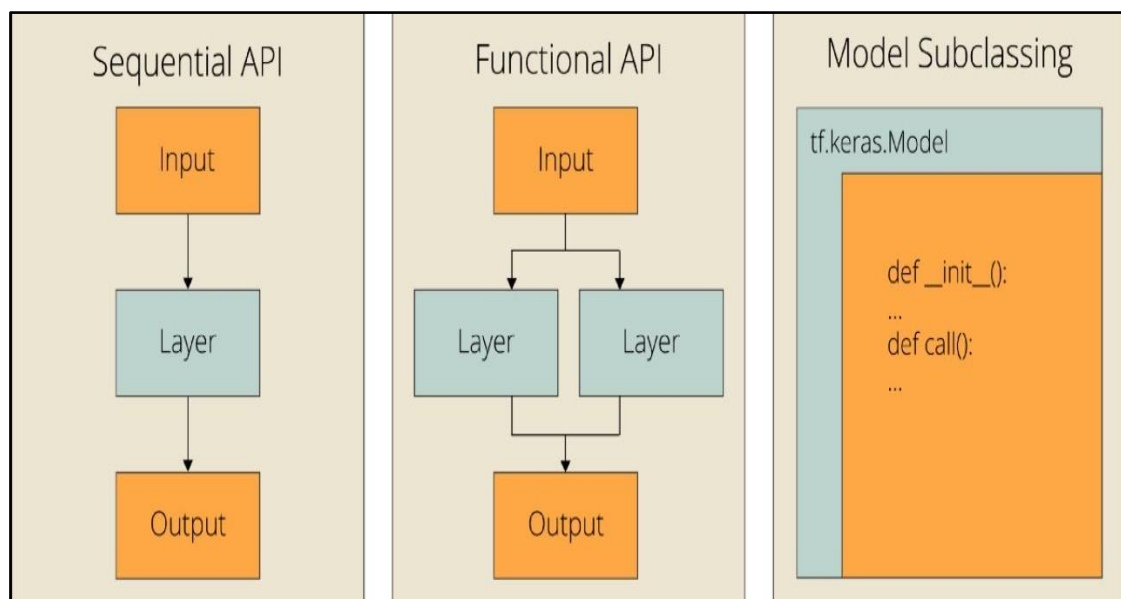 Sequential API
Input
Layer
Output
Functional API
Input
Layer
Layer
Output
Model Subclassing
tf.keras.Model
def __init__():
...
def call():
...